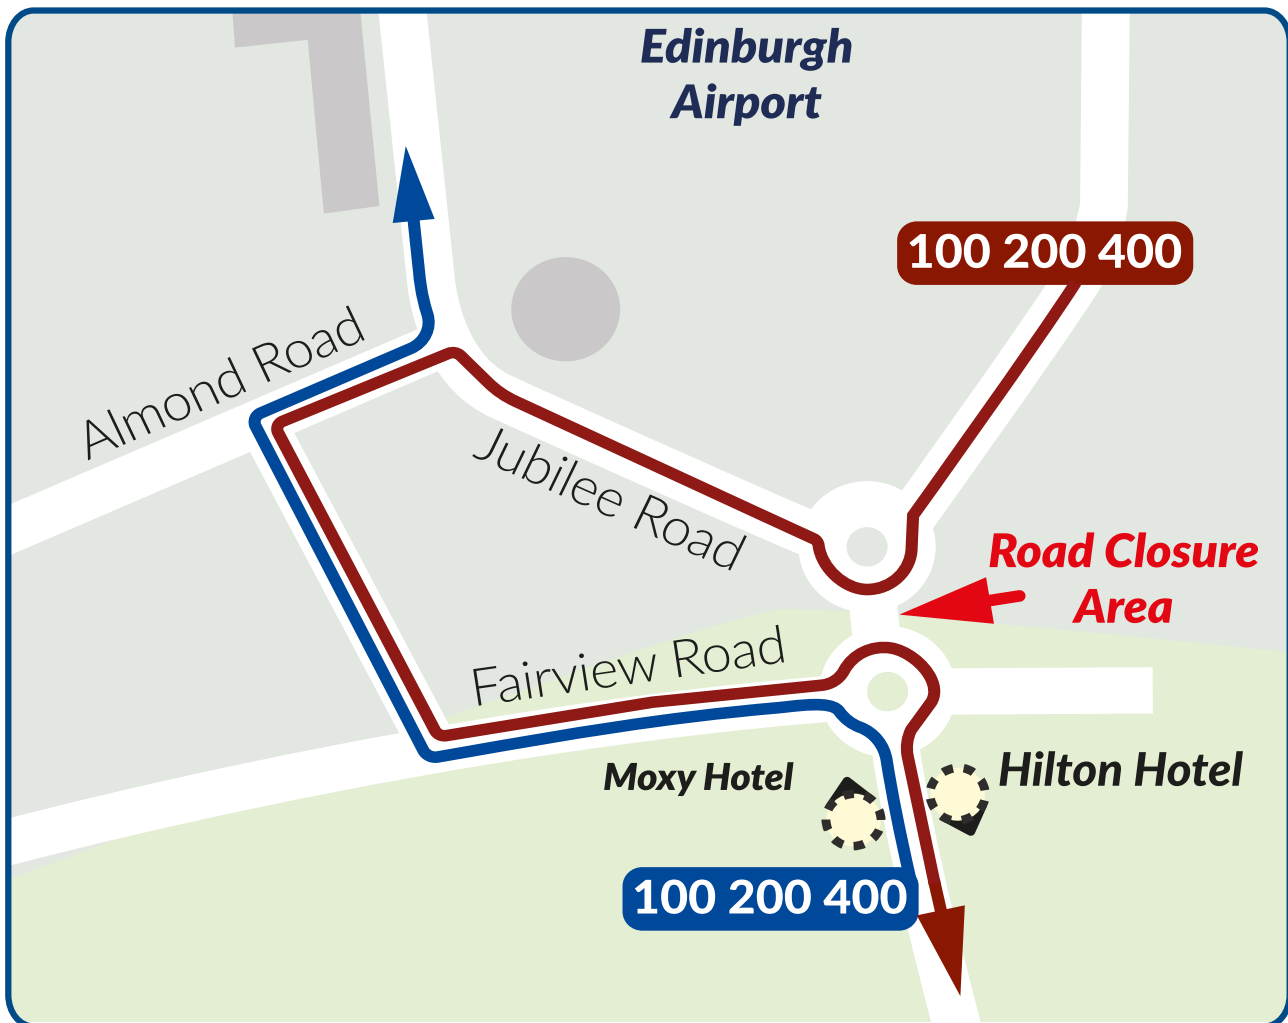 Edinburgh
Airport
100 200 400
Almond Road
Jubilee Road
Road Closure
Area
Fairview Road
Moxy Hotel
Hilton Hotel
100 200 400